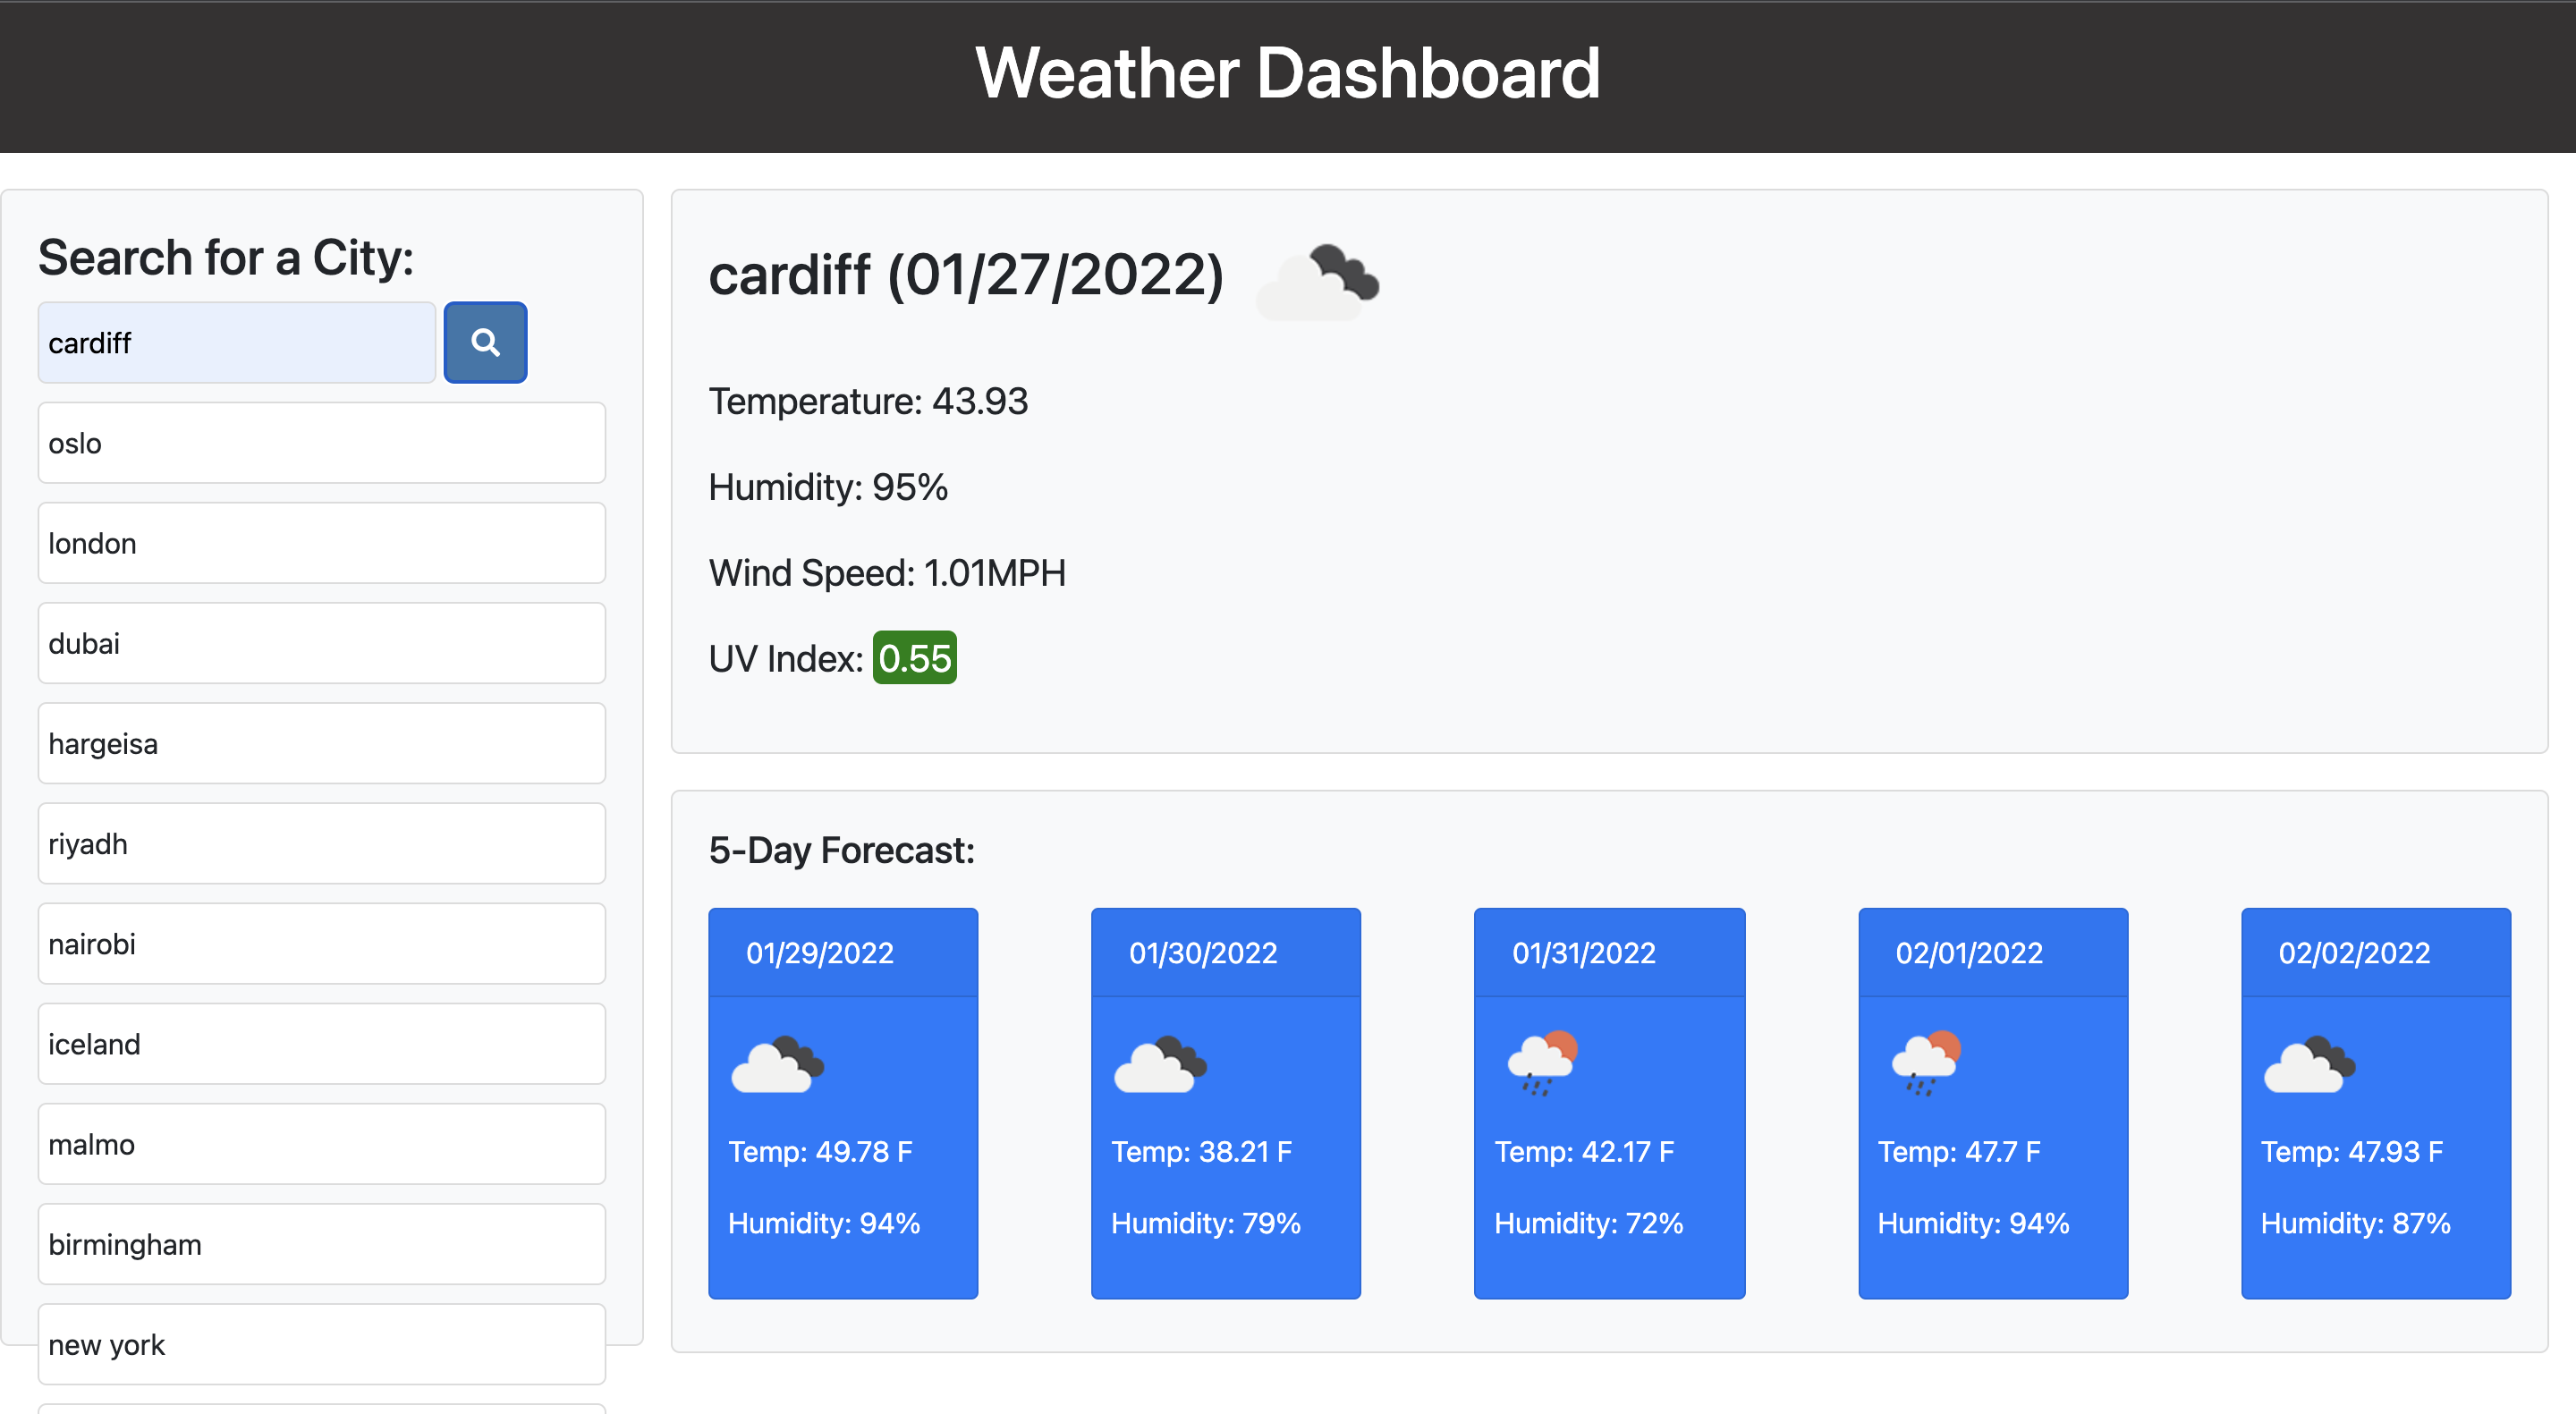 Weather Dashboard
Search for a City:
cardiff
oslo
london
dubai
hargeisa
riyadh
nairobi
iceland
malmo
birmingham
new york
cardiff (01/27/2022)
Temperature: 43.93
Humidity: 95%
Wind Speed: 1.01MPH
UV Index: 0.55
5-Day Forecast:
01/29/2022
Temp: 49.78 F
Humidity: 94%
01/30/2022
Temp: 38.21 F
Humidity: 79%
01/31/2022
Temp: 42.17 F
Humidity: 72%
02/01/2022
Temp: 47.7 F
Humidity: 94%
02/02/2022
Temp: 47.93 F
Humidity: 87%